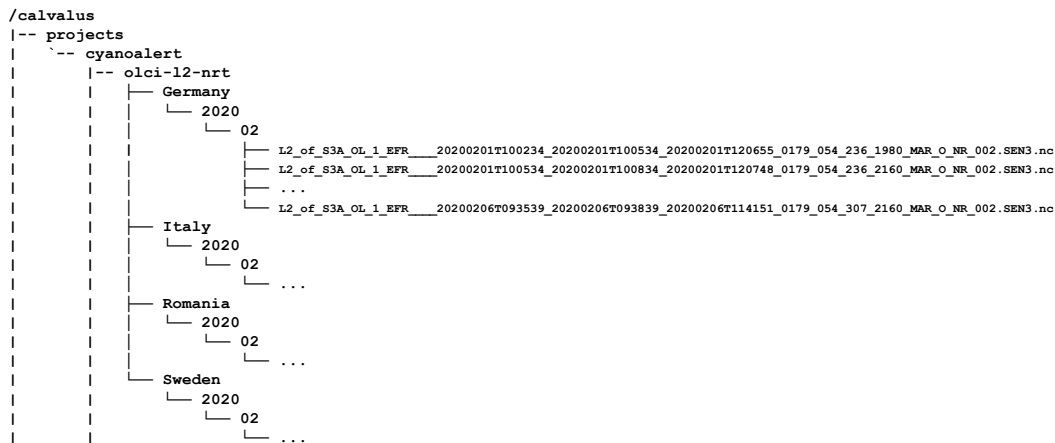 /calvalus
|-- projects
|   `-- cyanoalert
|       |-- olci-l2-nrt
|       |   ├── Germany
|       |   │   └── 2020
|       |   │       └── 02
|       |   │           ├── L2_of_S3A_OL_1_EFR____20200201T100234_20200201T100534_20200201T120655_0179_054_236_1980_MAR_O_NR_002.SEN3.nc
|       |   │           ├── L2_of_S3A_OL_1_EFR____20200201T100534_20200201T100834_20200201T120748_0179_054_236_2160_MAR_O_NR_002.SEN3.nc
|       |   │           ├── ...
|       |   │           └── L2_of_S3A_OL_1_EFR____20200206T093539_20200206T093839_20200206T114151_0179_054_307_2160_MAR_O_NR_002.SEN3.nc
|       |   ├── Italy
|       |   │   └── 2020
|       |   │       └── 02
|       |   │           └── ...
|       |   ├── Romania
|       |   │   └── 2020
|       |   │       └── 02
|       |   │           └── ...
|       |   └── Sweden
|       |       └── 2020
|       |           └── 02
|       |               └── ...